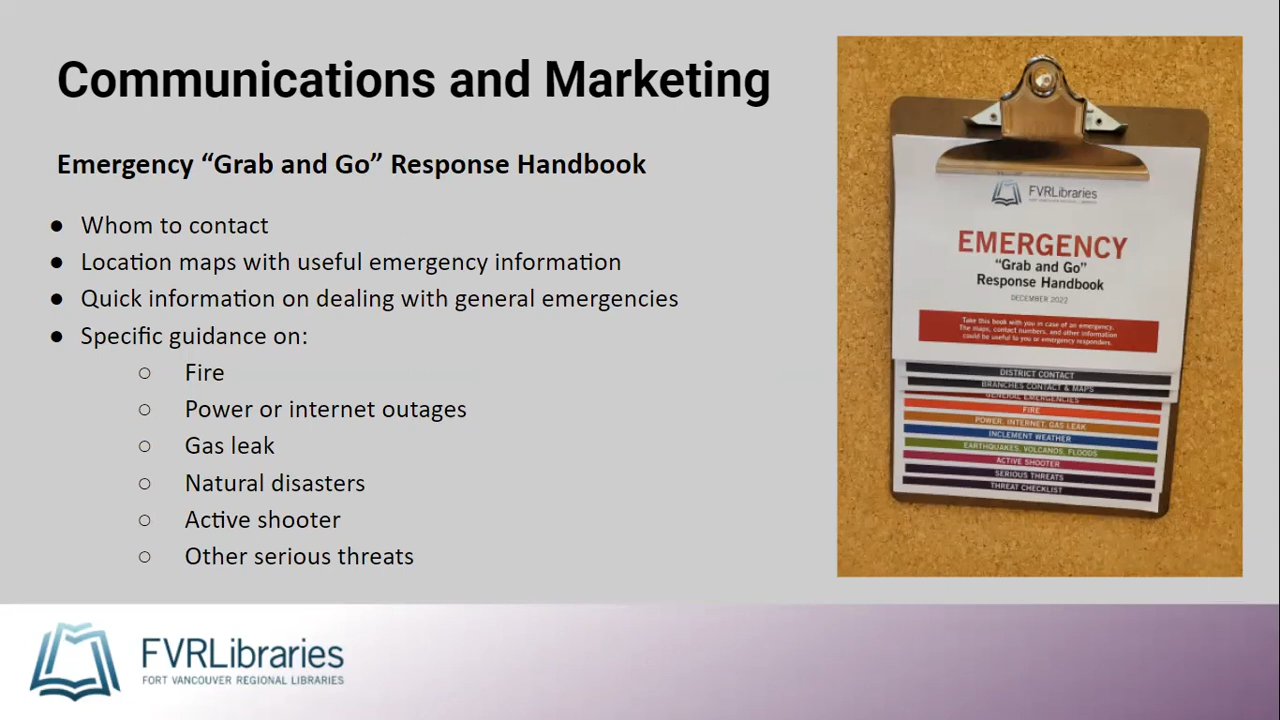 Communications and Marketing
Emergency “Grab and Go” Response Handbook
● Whom to contact
● Location maps with useful emergency information
● Quick information on dealing with general emergencies
● Specific guidance on:
○ Fire
○ Power or internet outages
○ Gas leak
○ Natural disasters
○ Active shooter
○ Other serious threats
FVRLibraries
FORT VANCOUVER REGIONAL LIBRARIES
EMERGENCY
“Grab and Go”
Response Handbook
DECEMBER 2022
Take this book with you in case of an emergency.
The maps, contact numbers, and other information
could be useful to you or emergency responders.
DISTRICT CONTACT
BRANCHES CONTACT & MAPS
GENERAL EMERGENCIES
FIRE
POWER, INTERNET, GAS LEAK
INCLEMENT WEATHER
EARTHQUAKES, VOLCANOS, FLOODS
ACTIVE SHOOTER
SERIOUS THREATS
THREAT CHECKLIST
FVRLibraries
FORT VANCOUVER REGIONAL LIBRARIES